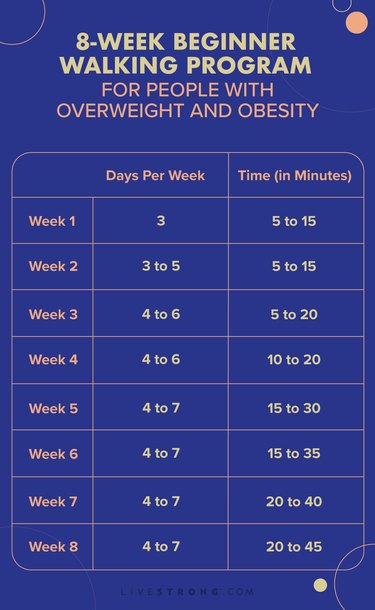 8-WEEK BEGINNER
WALKING PROGRAM
FOR PEOPLE WITH
OVERWEIGHT AND OBESITY
Days Per Week Time (in Minutes)
Week 1 3 5 to 15
Week 2 3 to 5 5 to 15
Week 3 4 to 6 5 to 20
Week 4 4 to 6 10 to 20
Week 5 4 to 7 15 to 30
Week 6 4 to 7 15 to 35
Week 7 4 to 7 20 to 40
Week 8 4 to 7 20 to 45
LIVESTRONG.COM